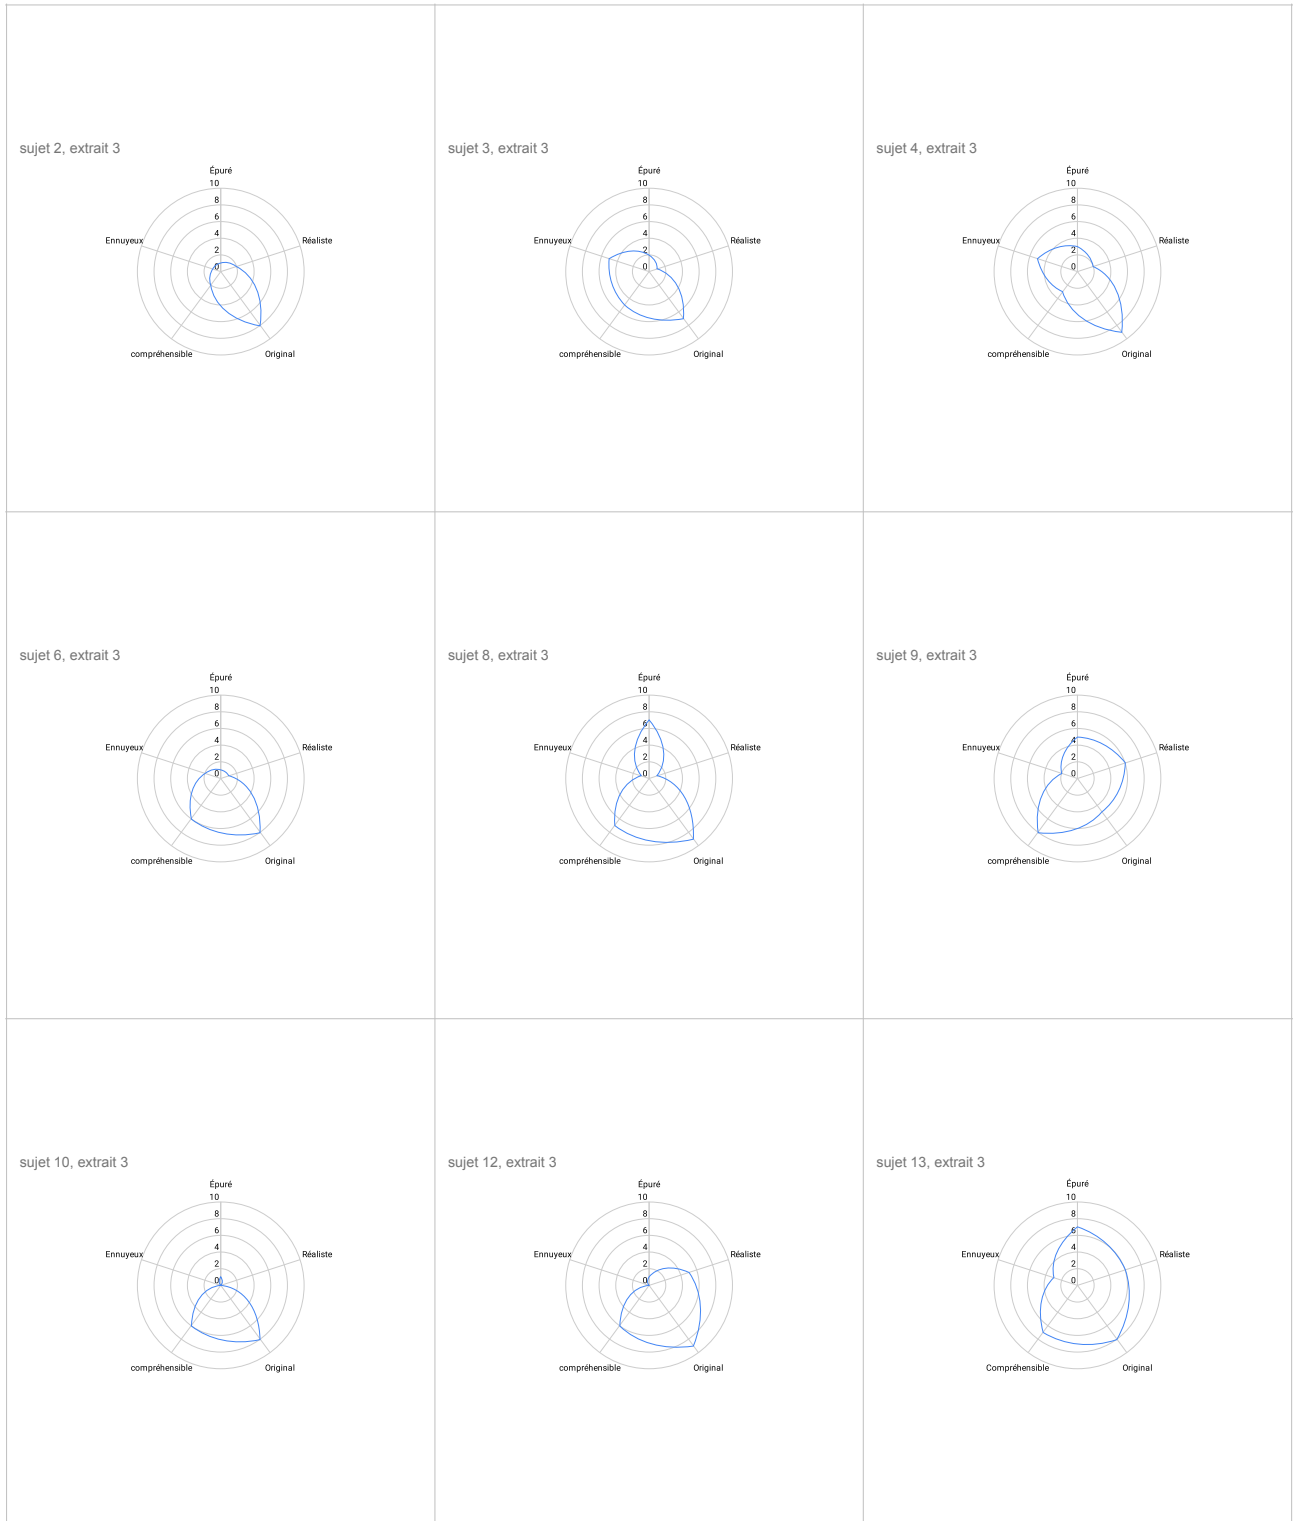 sujet 2, extrait 3
Épuré
10
8
6
4
2
0
Ennuyeux
Réaliste
compréhensible
Original
sujet 3, extrait 3
Épuré
10
8
6
4
2
0
Ennuyeux
Réaliste
compréhensible
Original
sujet 4, extrait 3
Épuré
10
8
6
4
2
0
Ennuyeux
Réaliste
compréhensible
Original
sujet 6, extrait 3
Épuré
10
8
6
4
2
0
Ennuyeux
Réaliste
compréhensible
Original
sujet 8, extrait 3
Épuré
10
8
6
4
2
0
Ennuyeux
Réaliste
compréhensible
Original
sujet 9, extrait 3
Épuré
10
8
6
4
2
0
Ennuyeux
Réaliste
compréhensible
Original
sujet 10, extrait 3
Épuré
10
8
6
4
2
0
Ennuyeux
Réaliste
compréhensible
Original
sujet 12, extrait 3
Épuré
10
8
6
4
2
0
Ennuyeux
Réaliste
compréhensible
Original
sujet 13, extrait 3
Épuré
10
8
6
4
2
0
Ennuyeux
Réaliste
Compréhensible
Original